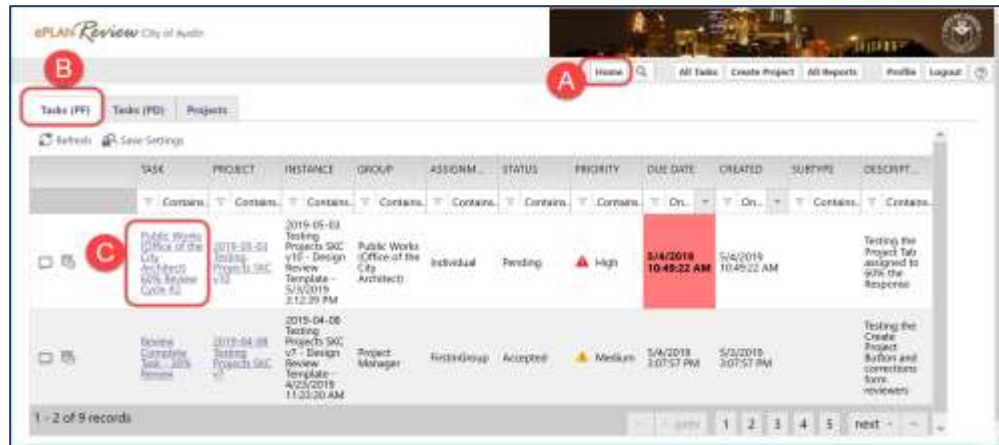 ePLAN Review City of Austin
B
A
Home All Tasks Create Project All Reports Profile Logout
Tasks (PF) Tasks (PD) Projects
Refresh Save Settings
TASK PROJECT INSTANCE GROUP ASSIGNM... STATUS PRIORITY DUE DATE CREATED SUBTYPE DESCRIPT...
Contains. Contains. Contains. Contains. Contains. Contains. Contains. On... On... Contains. Contains.
C
Public Works
(Office of the
City
Architect)
60% Review
Cycle #2
2019-05-03
Testing
Projects SKC
v10
2019-05-03
Testing
Projects SKC
v10 - Design
Review
Template -
5/3/2019
3:12:39 PM
Public Works
(Office of the
City
Architect)
Individual
Pending
High
5/4/2019
10:49:22 AM
5/4/2019
10:49:22 AM
Testing the
Project Tab
assigned to
60% the
Response
Review
Complete
Task -
Review
2019-04-08
Testing
Projects SKC
v7
2019-04-08
Testing
Projects SKC
v7 - Design
Review
Template -
4/23/2019
11:23:20 AM
Project
Manager
FirstInGroup
Accepted
Medium
5/4/2019
3:07:57 PM
5/3/2019
3:07:57 PM
Testing the
Create
Project
Button and
corrections
form
reviewers
1 - 2 of 9 records
prev 1 2 3 4 5 next